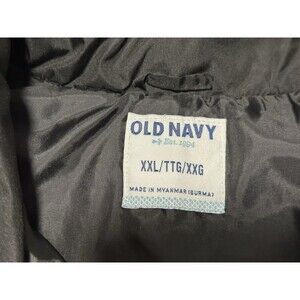 OLD NAVY
Est. 1994
XXL/TTG/XXG
MADE IN MYANMAR (BURMA)